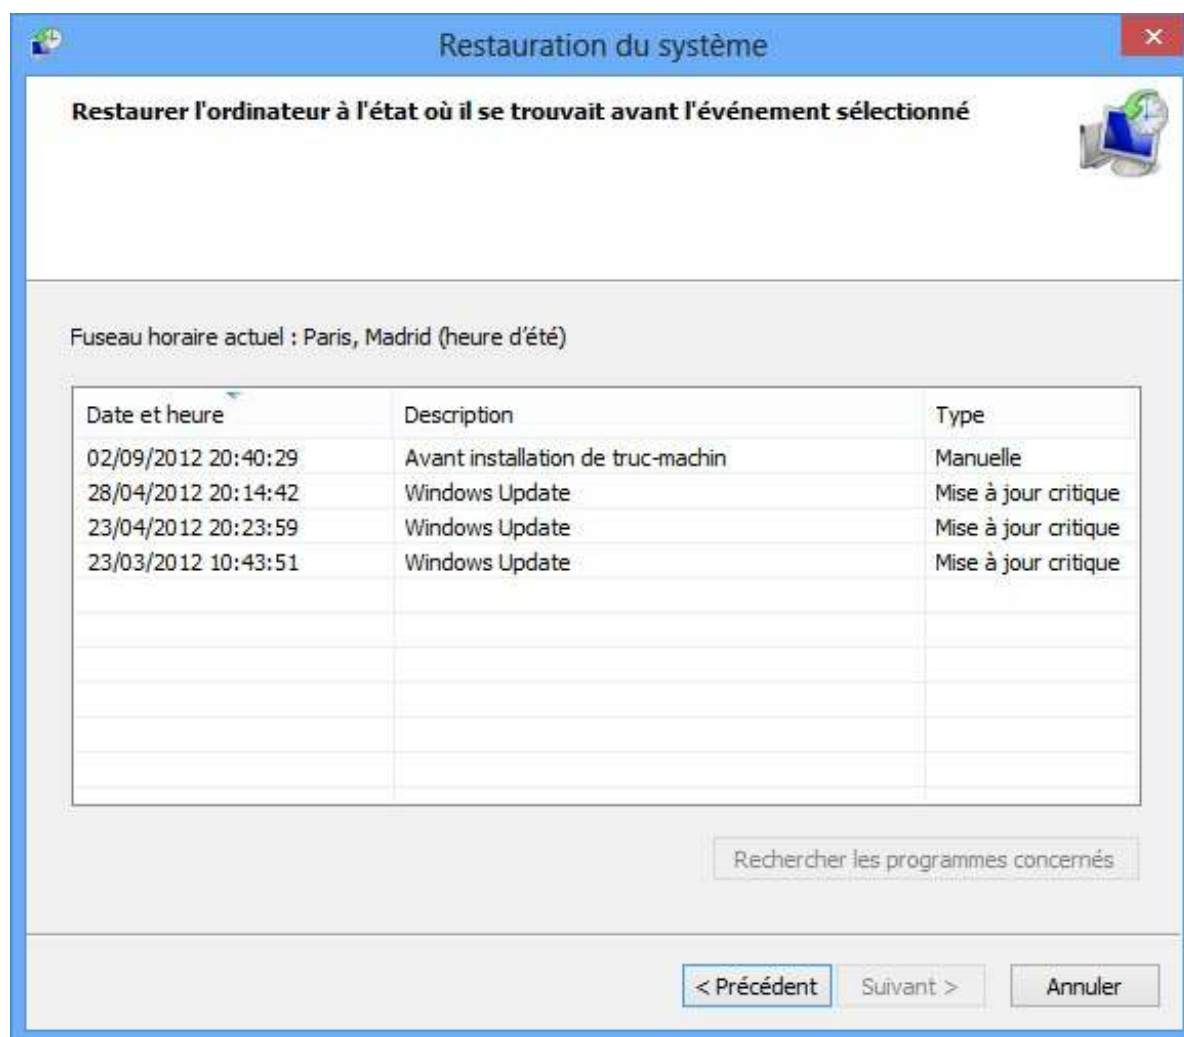 Restauration du système
Restaurer l'ordinateur à l'état où il se trouvait avant l'événement sélectionné
Fuseau horaire actuel : Paris, Madrid (heure d'été)
Date et heure Description Type
02/09/2012 20:40:29 Avant installation de truc-machin Manuelle
28/04/2012 20:14:42 Windows Update Mise à jour critique
23/04/2012 20:23:59 Windows Update Mise à jour critique
23/03/2012 10:43:51 Windows Update Mise à jour critique
Rechercher les programmes concernés
< Précédent Suivant > Annuler